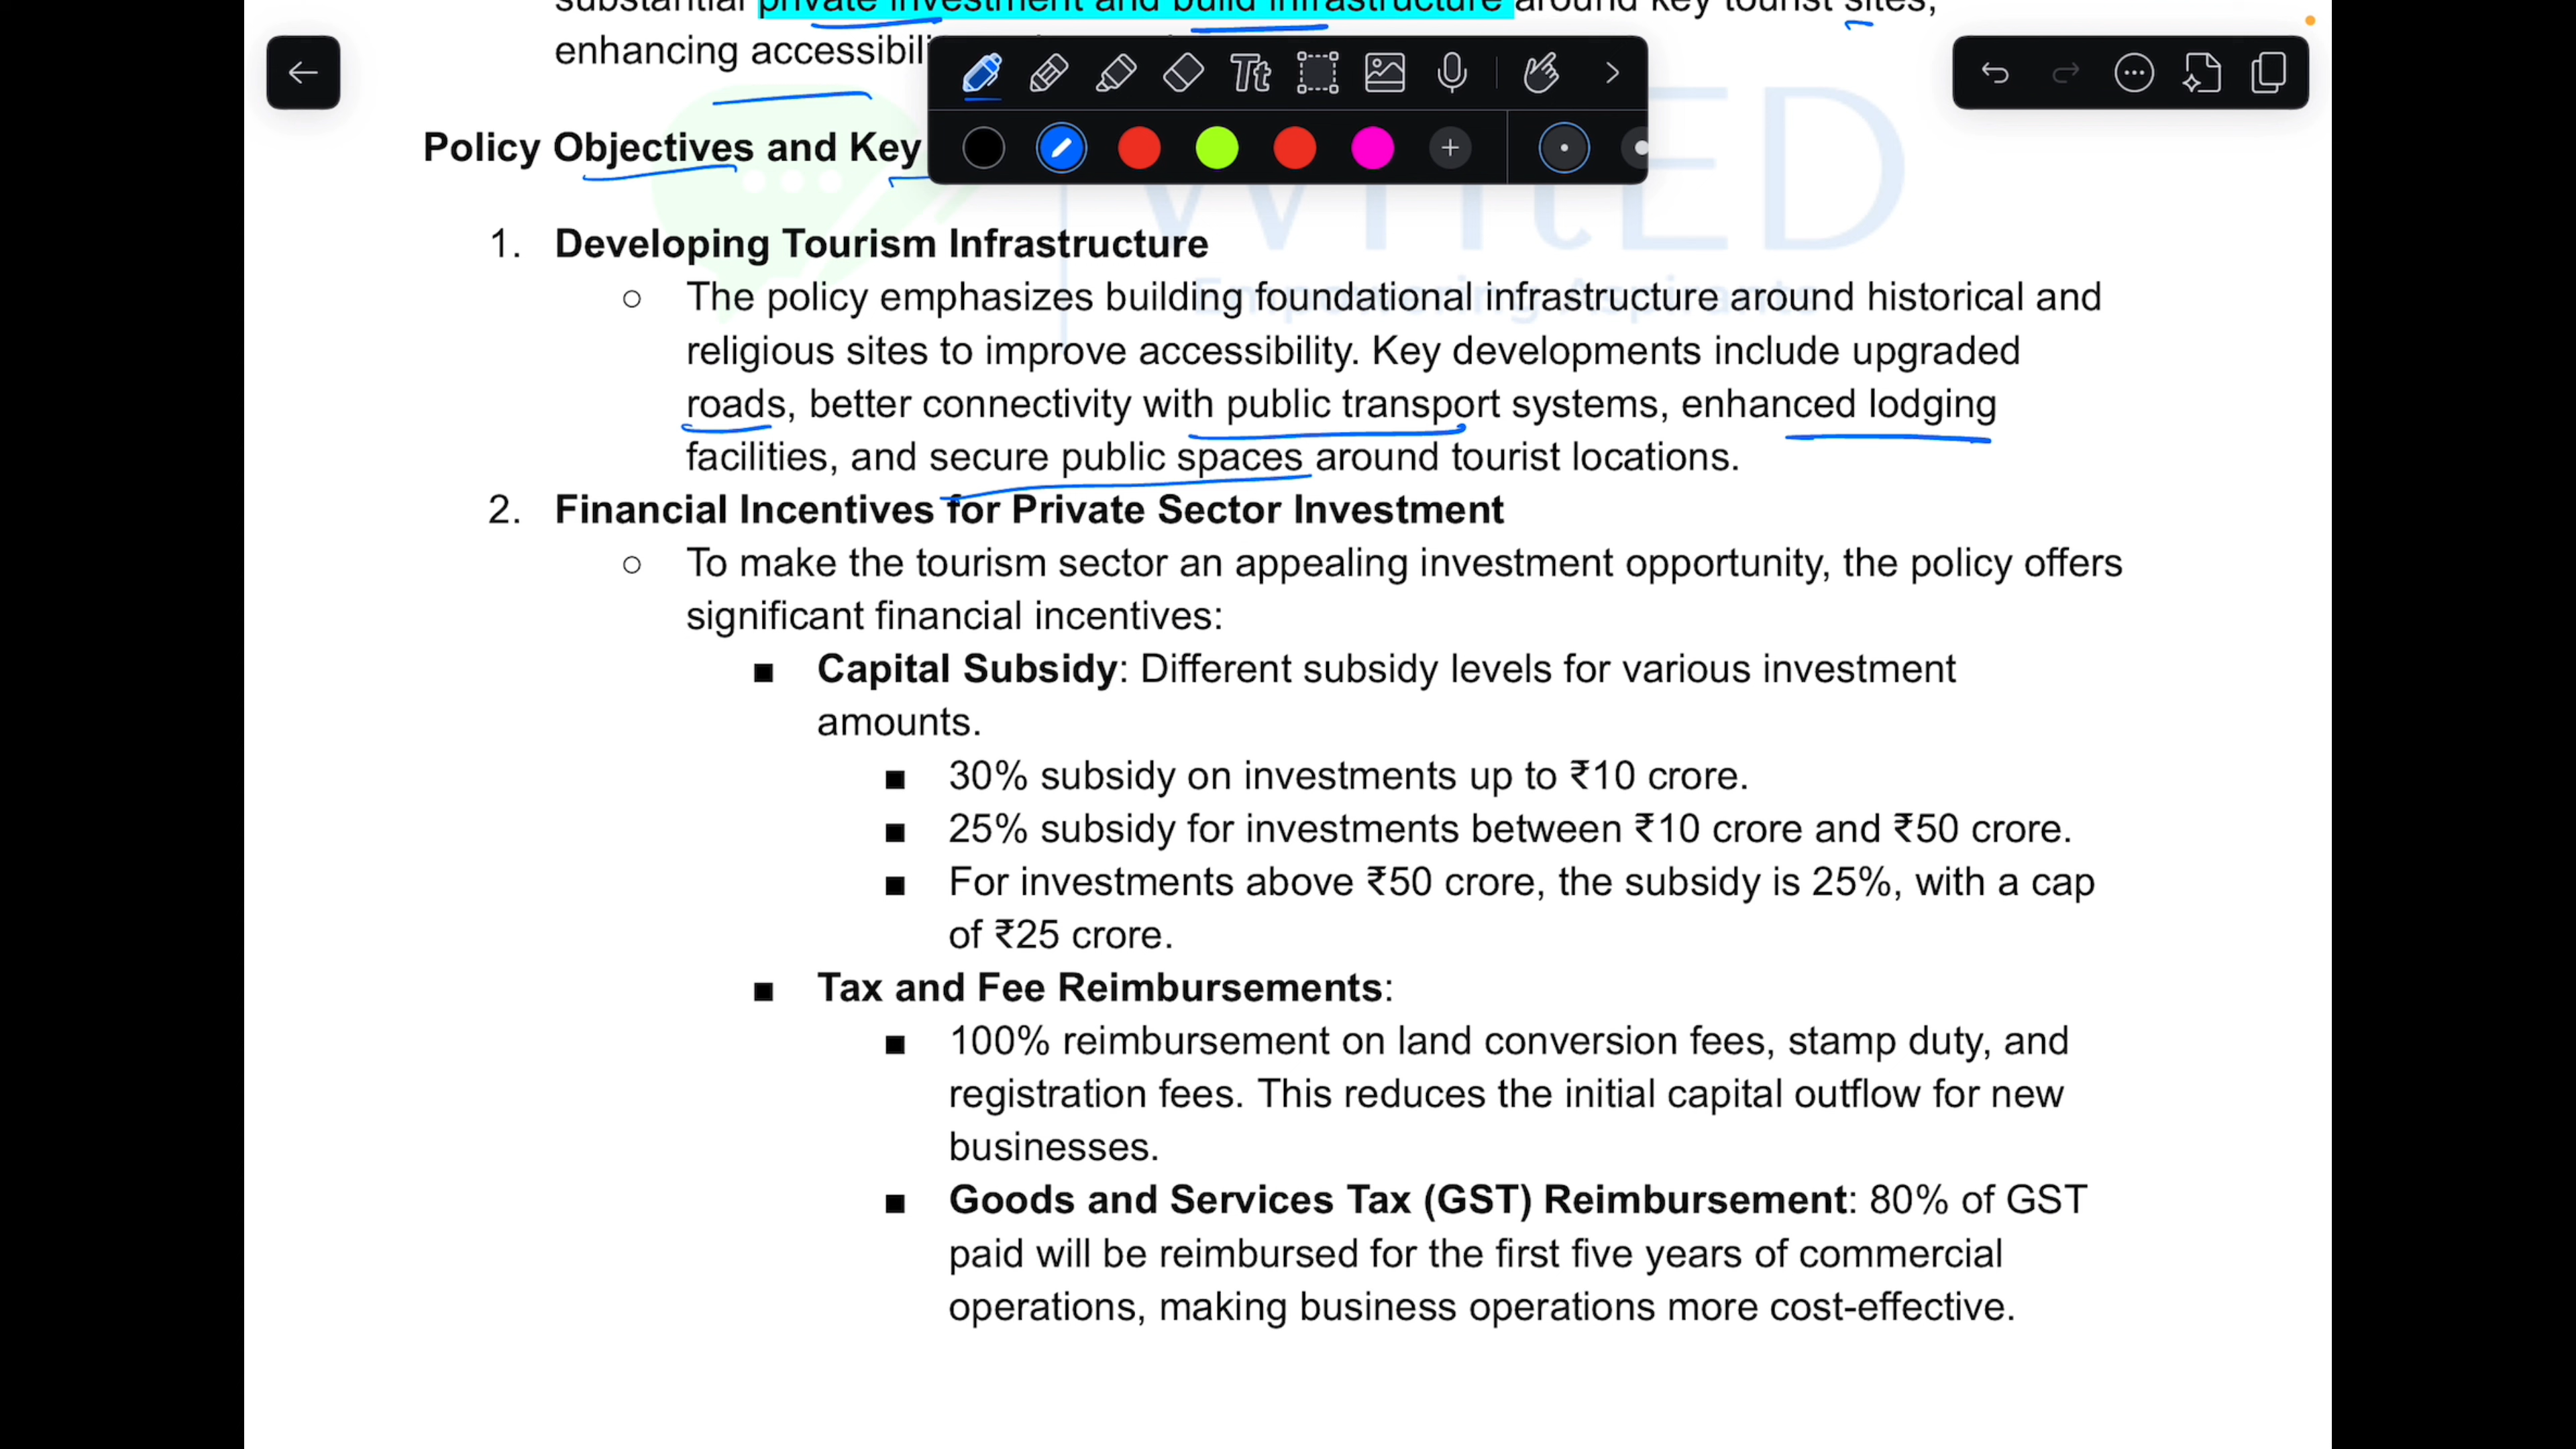 substantial private investment and build infrastructure around key tourist sites,
enhancing accessibili
Tt
Policy Objectives and Key
WritED
Empowering Aspirants
1. Developing Tourism Infrastructure
○ The policy emphasizes building foundational infrastructure around historical and
religious sites to improve accessibility. Key developments include upgraded
roads, better connectivity with public transport systems, enhanced lodging
facilities, and secure public spaces around tourist locations.
2. Financial Incentives for Private Sector Investment
○ To make the tourism sector an appealing investment opportunity, the policy offers
significant financial incentives:
■ Capital Subsidy: Different subsidy levels for various investment
amounts.
■ 30% subsidy on investments up to ₹10 crore.
■ 25% subsidy for investments between ₹10 crore and ₹50 crore.
■ For investments above ₹50 crore, the subsidy is 25%, with a cap
of ₹25 crore.
■ Tax and Fee Reimbursements:
■ 100% reimbursement on land conversion fees, stamp duty, and
registration fees. This reduces the initial capital outflow for new
businesses.
■ Goods and Services Tax (GST) Reimbursement: 80% of GST
paid will be reimbursed for the first five years of commercial
operations, making business operations more cost-effective.